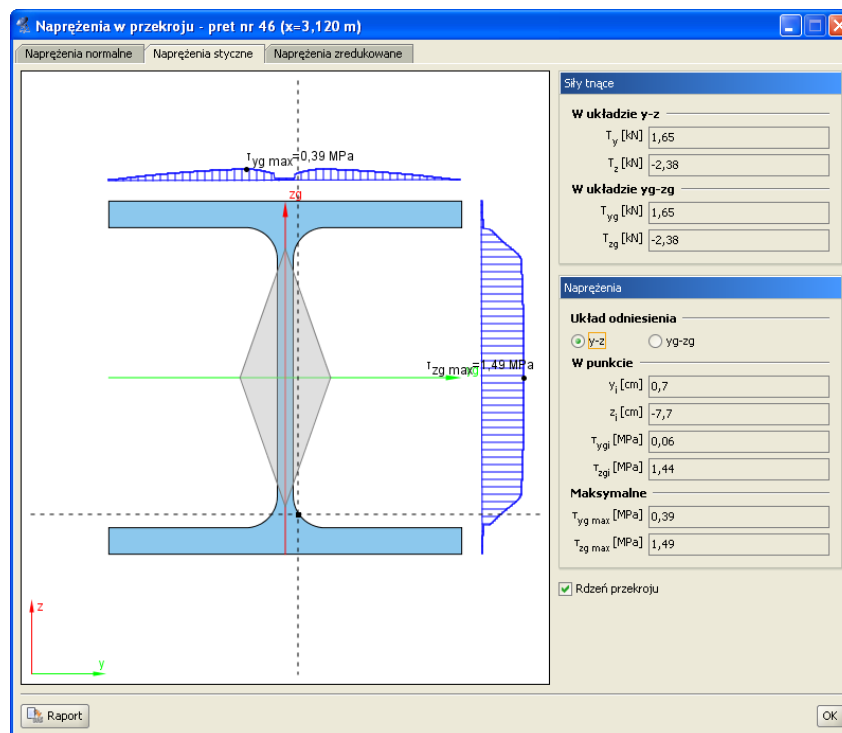 Naprężenia w przekroju - pret nr 46 (x=3,120 m)
Naprężenia normalne
Naprężenia styczne
Naprężenia zredukowane
τyg max=0,39 MPa
zg
τzg max=1,49 MPa
yg
z
y
Siły tnące
W układzie y-z
Ty [kN] 1,65
Tz [kN] -2,38
W układzie yg-zg
Tyg [kN] 1,65
Tzg [kN] -2,38
Naprężenia
Układ odniesienia
y-z
yg-zg
W punkcie
yi [cm] 0,7
zi [cm] -7,7
τygi [MPa] 0,06
τzgi [MPa] 1,44
Maksymalne
τyg max [MPa] 0,39
τzg max [MPa] 1,49
Rdzeń przekroju
Raport
OK